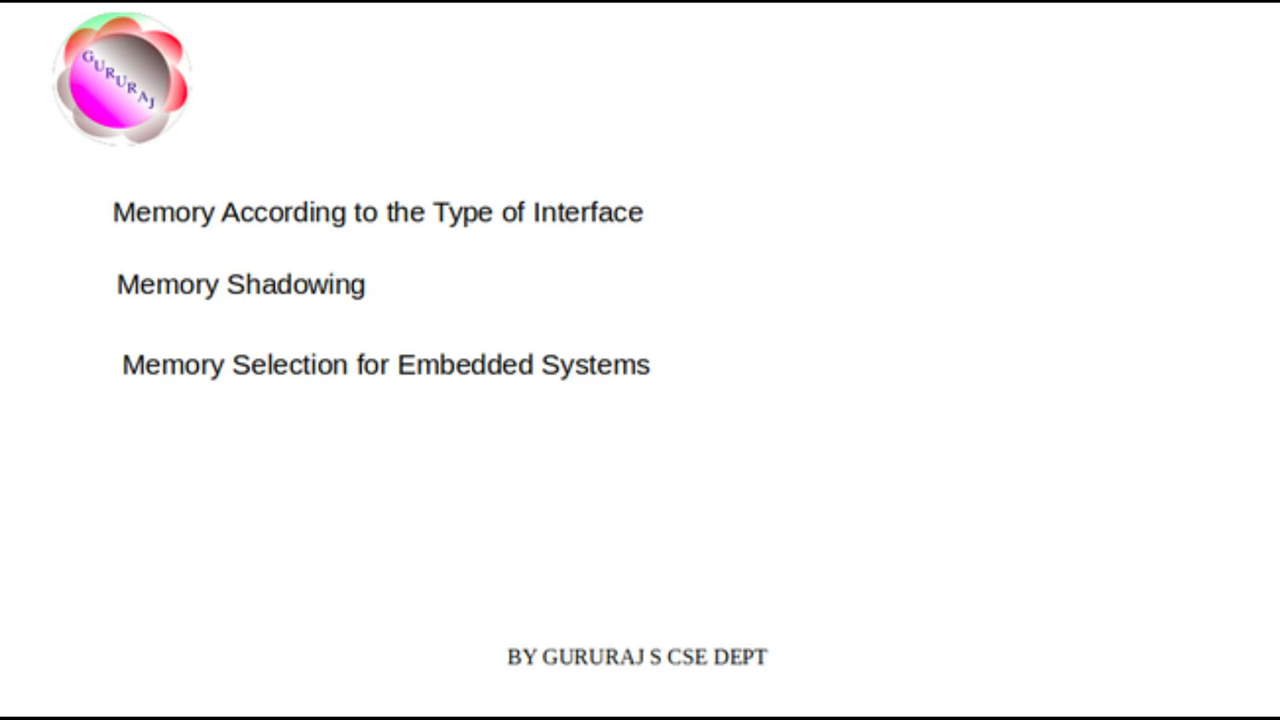 GURURAJ
Memory According to the Type of Interface
Memory Shadowing
Memory Selection for Embedded Systems
BY GURURAJ S CSE DEPT